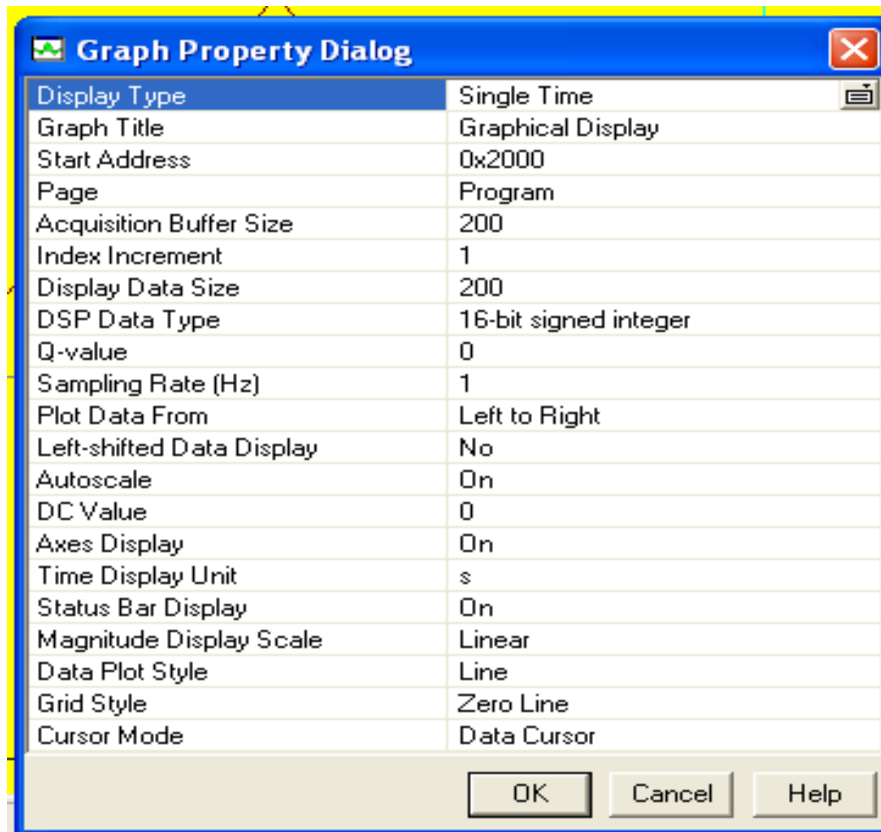 Graph Property Dialog
Display Type Single Time
Graph Title Graphical Display
Start Address 0x2000
Page Program
Acquisition Buffer Size 200
Index Increment 1
Display Data Size 200
DSP Data Type 16-bit signed integer
Q-value 0
Sampling Rate (Hz) 1
Plot Data From Left to Right
Left-shifted Data Display No
Autoscale On
DC Value 0
Axes Display On
Time Display Unit s
Status Bar Display On
Magnitude Display Scale Linear
Data Plot Style Line
Grid Style Zero Line
Cursor Mode Data Cursor
OK Cancel Help